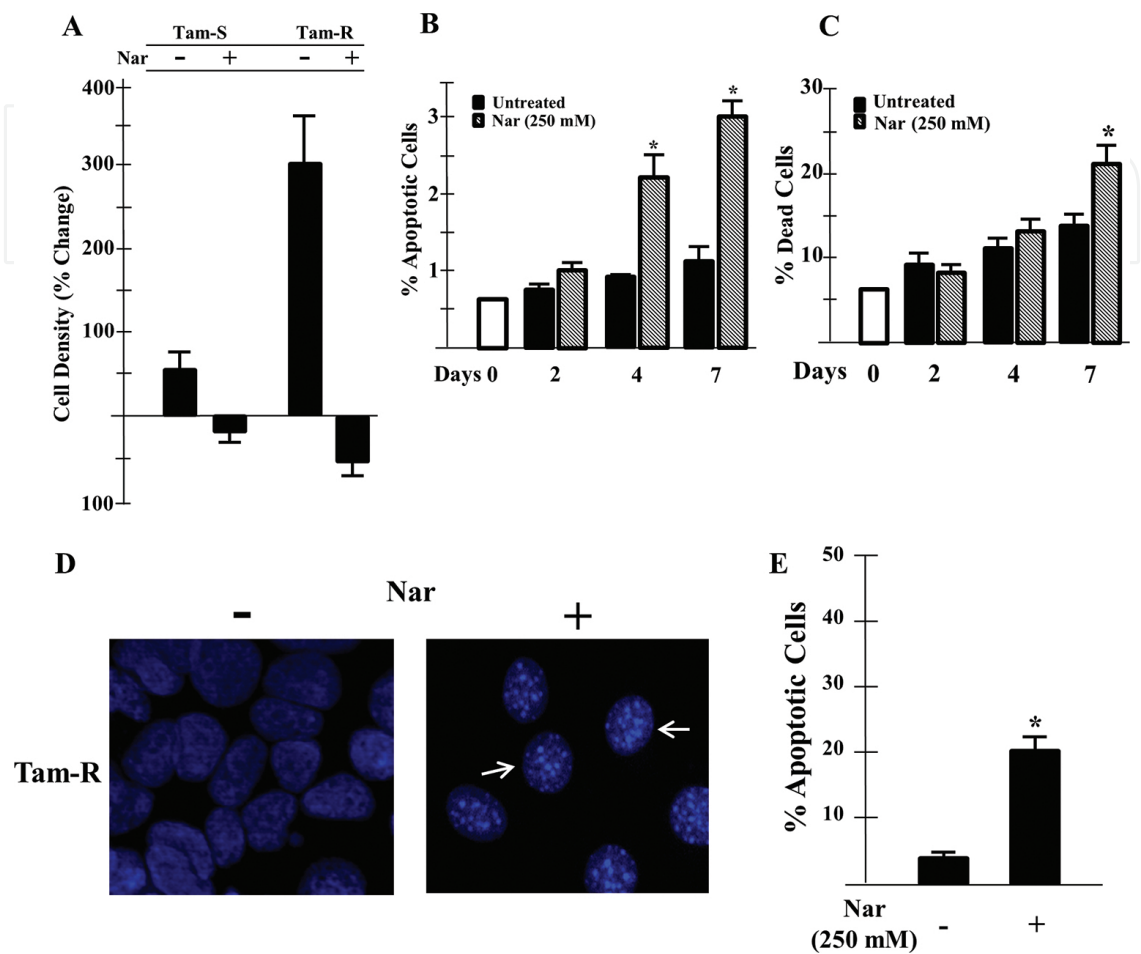 A
Tam-S Tam-R
Nar - + - +
400
300
200
100
100
Cell Density (% Change)
B
Untreated
Nar (250 mM)
3
2
1
% Apoptotic Cells
* *
Days 0 2 4 7
C
Untreated
Nar (250 mM)
30
20
10
% Dead Cells
*
Days 0 2 4 7
D
Nar
- +
Tam-R
E
50
40
30
20
10
% Apoptotic Cells
*
Nar
(250 mM) - +